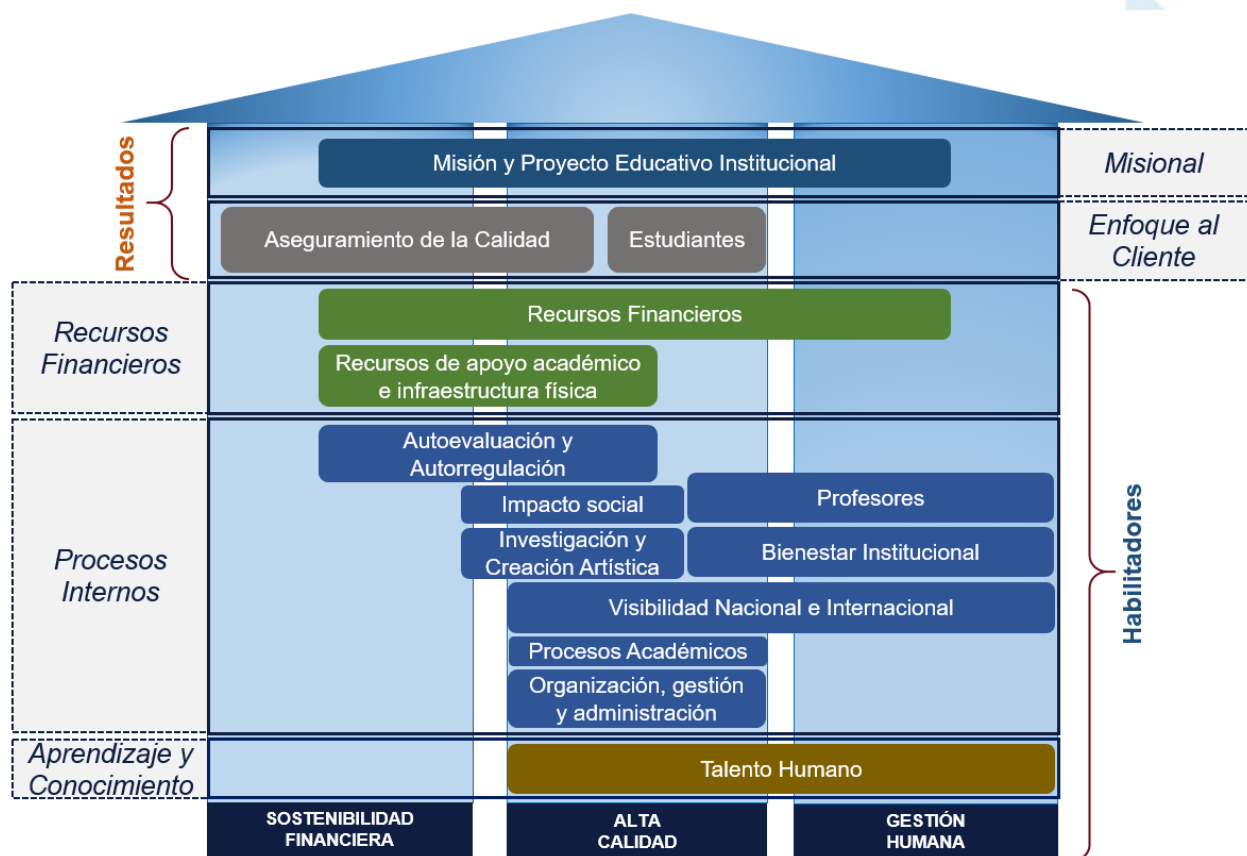 Resultados
Misión y Proyecto Educativo Institucional
Misional
Aseguramiento de la Calidad
Estudiantes
Enfoque al
Cliente
Recursos
Financieros
Recursos Financieros
Recursos de apoyo académico
e infraestructura física
Procesos
Internos
Autoevaluación y
Autorregulación
Impacto social
Profesores
Investigación y
Creación Artística
Bienestar Institucional
Visibilidad Nacional e Internacional
Procesos Académicos
Organización, gestión
y administración
Habilitadores
Aprendizaje y
Conocimiento
Talento Humano
SOSTENIBILIDAD
FINANCIERA
ALTA
CALIDAD
GESTIÓN
HUMANA